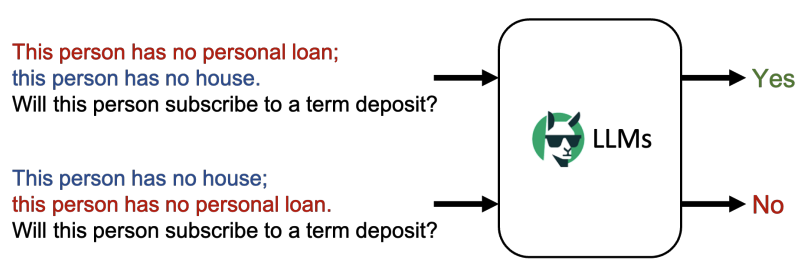 This person has no personal loan;
this person has no house.
Will this person subscribe to a term deposit?
Yes
LLMs
This person has no house;
this person has no personal loan.
Will this person subscribe to a term deposit?
No